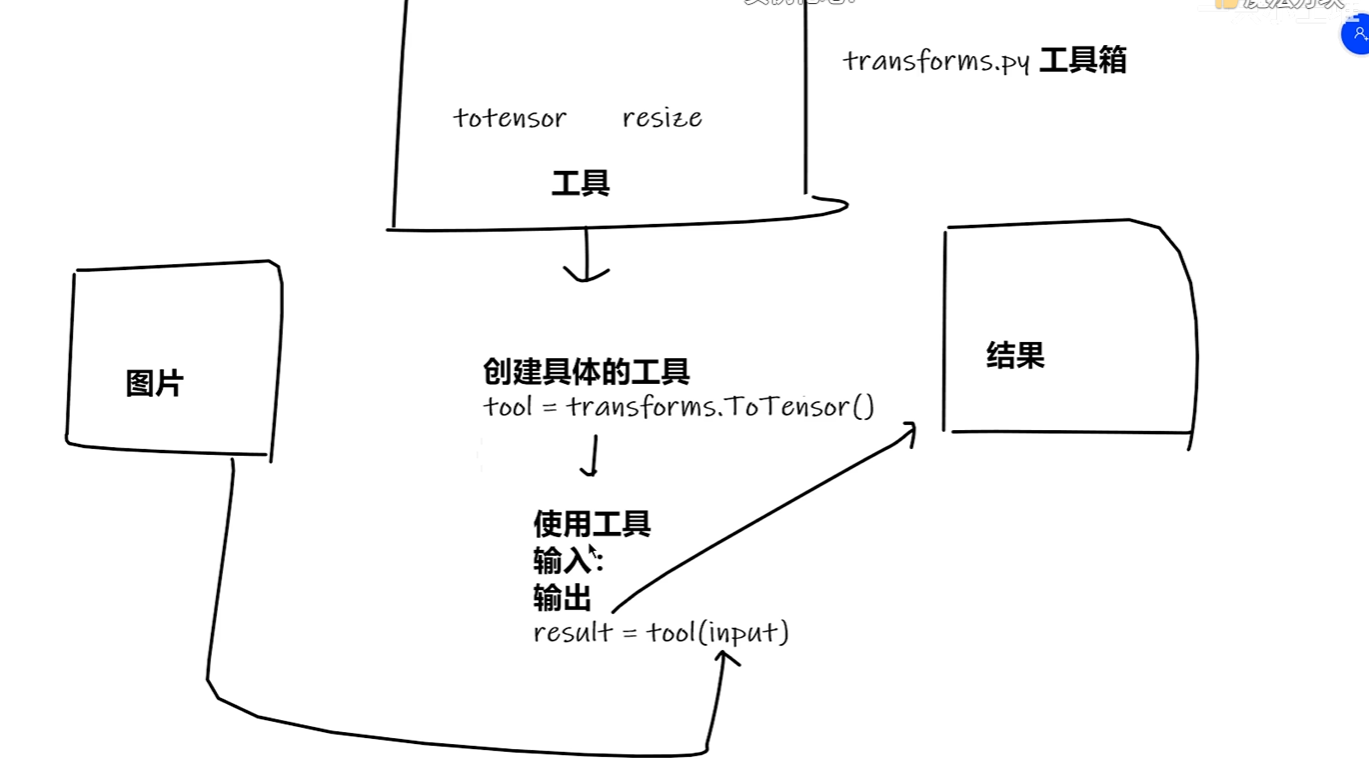 transforms.py 工具箱
totensor resize
工具
图片
创建具体的工具
tool = transforms.ToTensor()
使用工具
输入:
输出
result = tool(input)
结果